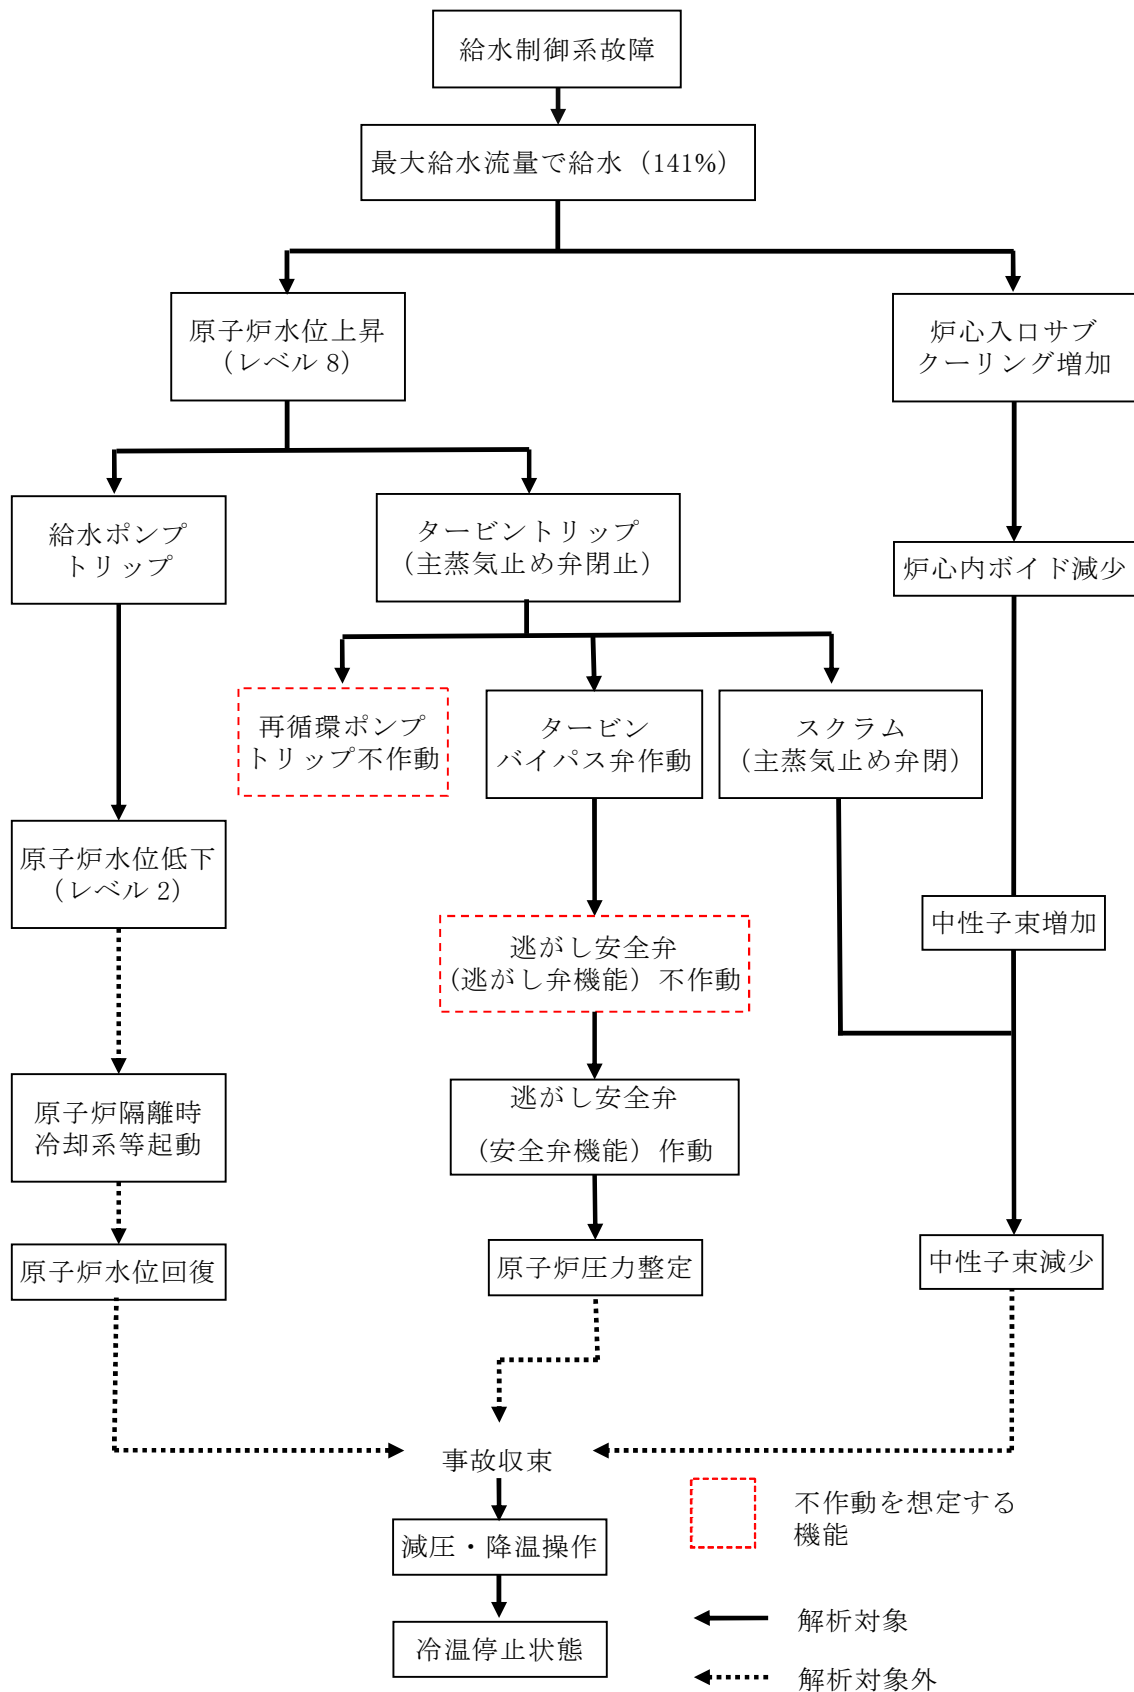 給水制御系故障
最大給水流量で給水（141%）
原子炉水位上昇
（レベル 8）
炉心入口サブ
クーリング増加
給水ポンプ
トリップ
タービントリップ
（主蒸気止め弁閉止）
炉心内ボイド減少
再循環ポンプ
トリップ不作動
タービン
バイパス弁作動
スクラム
（主蒸気止め弁閉）
原子炉水位低下
（レベル 2）
中性子束増加
逃がし安全弁
（逃がし弁機能）不作動
原子炉隔離時
冷却系等起動
逃がし安全弁
（安全弁機能）作動
原子炉水位回復
原子炉圧力整定
中性子束減少
事故収束
減圧・降温操作
冷温停止状態
不作動を想定する
機能
解析対象
解析対象外